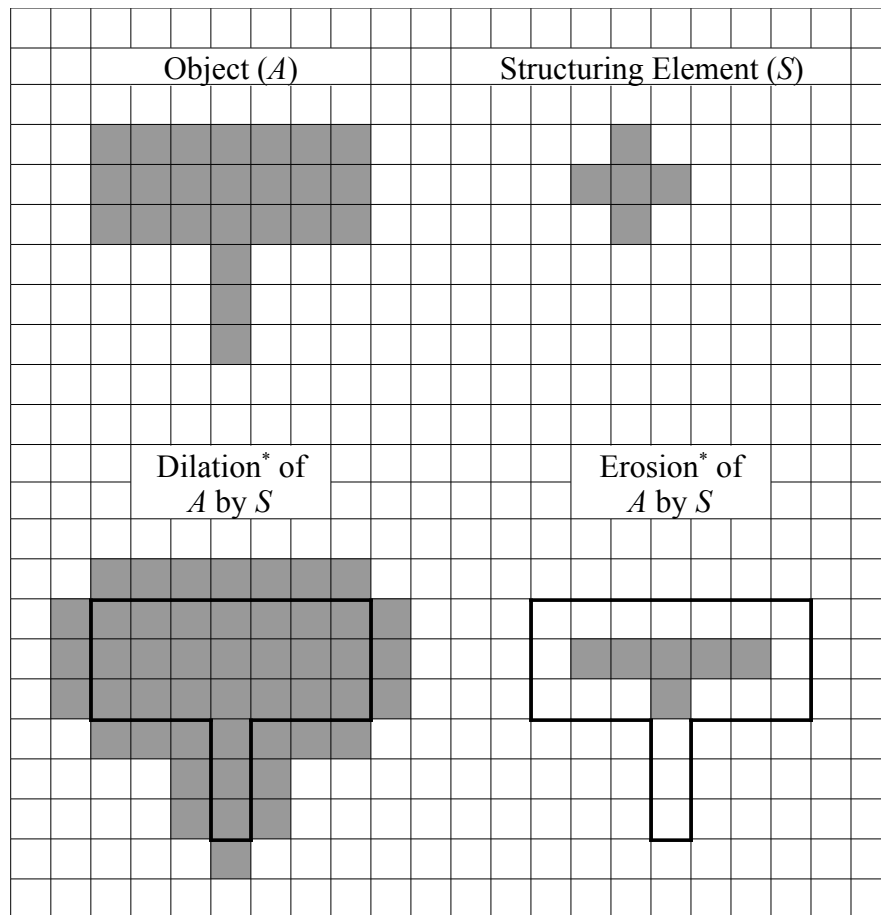 Object (A)
Structuring Element (S)
Dilation* of
A by S
Erosion* of
A by S